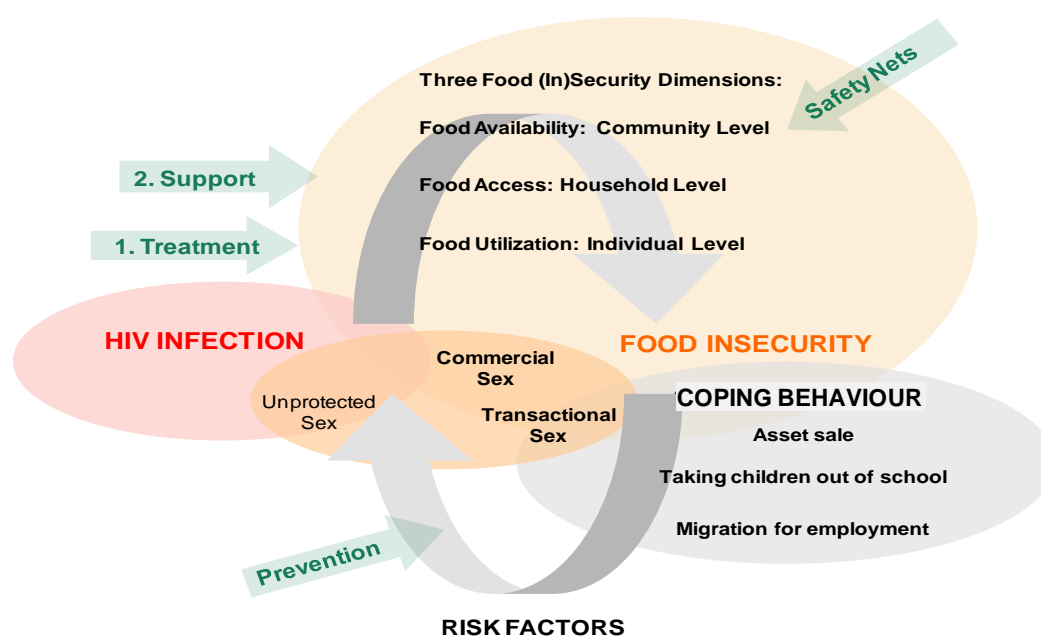 Three Food (In)Security Dimensions:
Safety Nets
Food Availability: Community Level
2. Support
Food Access: Household Level
1. Treatment
Food Utilization: Individual Level
HIV INFECTION
FOOD INSECURITY
Commercial
Sex
Unprotected
Sex
Transactional
Sex
COPING BEHAVIOUR
Asset sale
Taking children out of school
Migration for employment
Prevention
RISK FACTORS